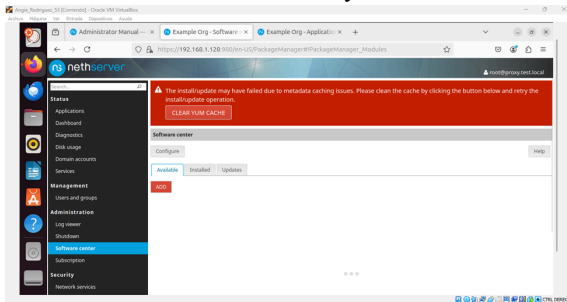 Angie_Rodriguez_S3 [Corriendo] - Oracle VM VirtualBox
Archivo Máquina Ver Entrada Dispositivos Ayuda
Administrator Manual —
Example Org - Software
Example Org - Applicatio
https://192.168.1.128:980/en-US/PackageManager#!PackageManager_Modules
nethserver
root@proxy.test.local
Search...
Status
Applications
Dashboard
Diagnostics
Disk usage
Domain accounts
Services
Management
Users and groups
Administration
Log viewer
Shutdown
Software center
Subscription
Security
Network services
The install/update may have failed due to metadata caching issues. Please clean the cache by clicking the button below and retry the
install/update operation.
CLEAR YUM CACHE
Software center
Configure
Help
Available Installed Updates
ADD
CTRL DEREC